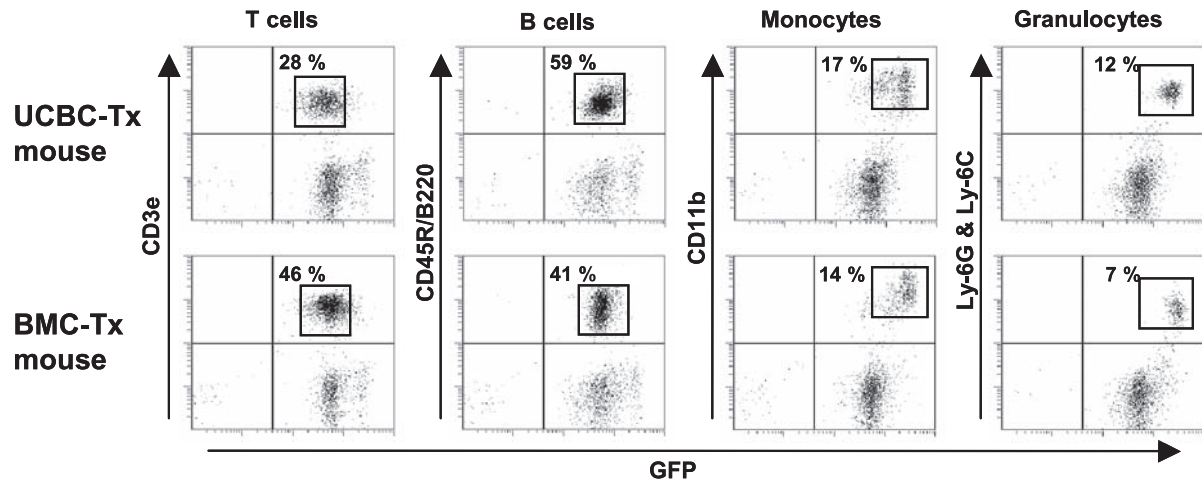 T cells
B cells
Monocytes
Granulocytes
UCBC-Tx
mouse
28 %
59 %
17 %
12 %
BMC-Tx
mouse
46 %
41 %
14 %
7 %
CD3e
CD45R/B220
CD11b
Ly-6G & Ly-6C
GFP